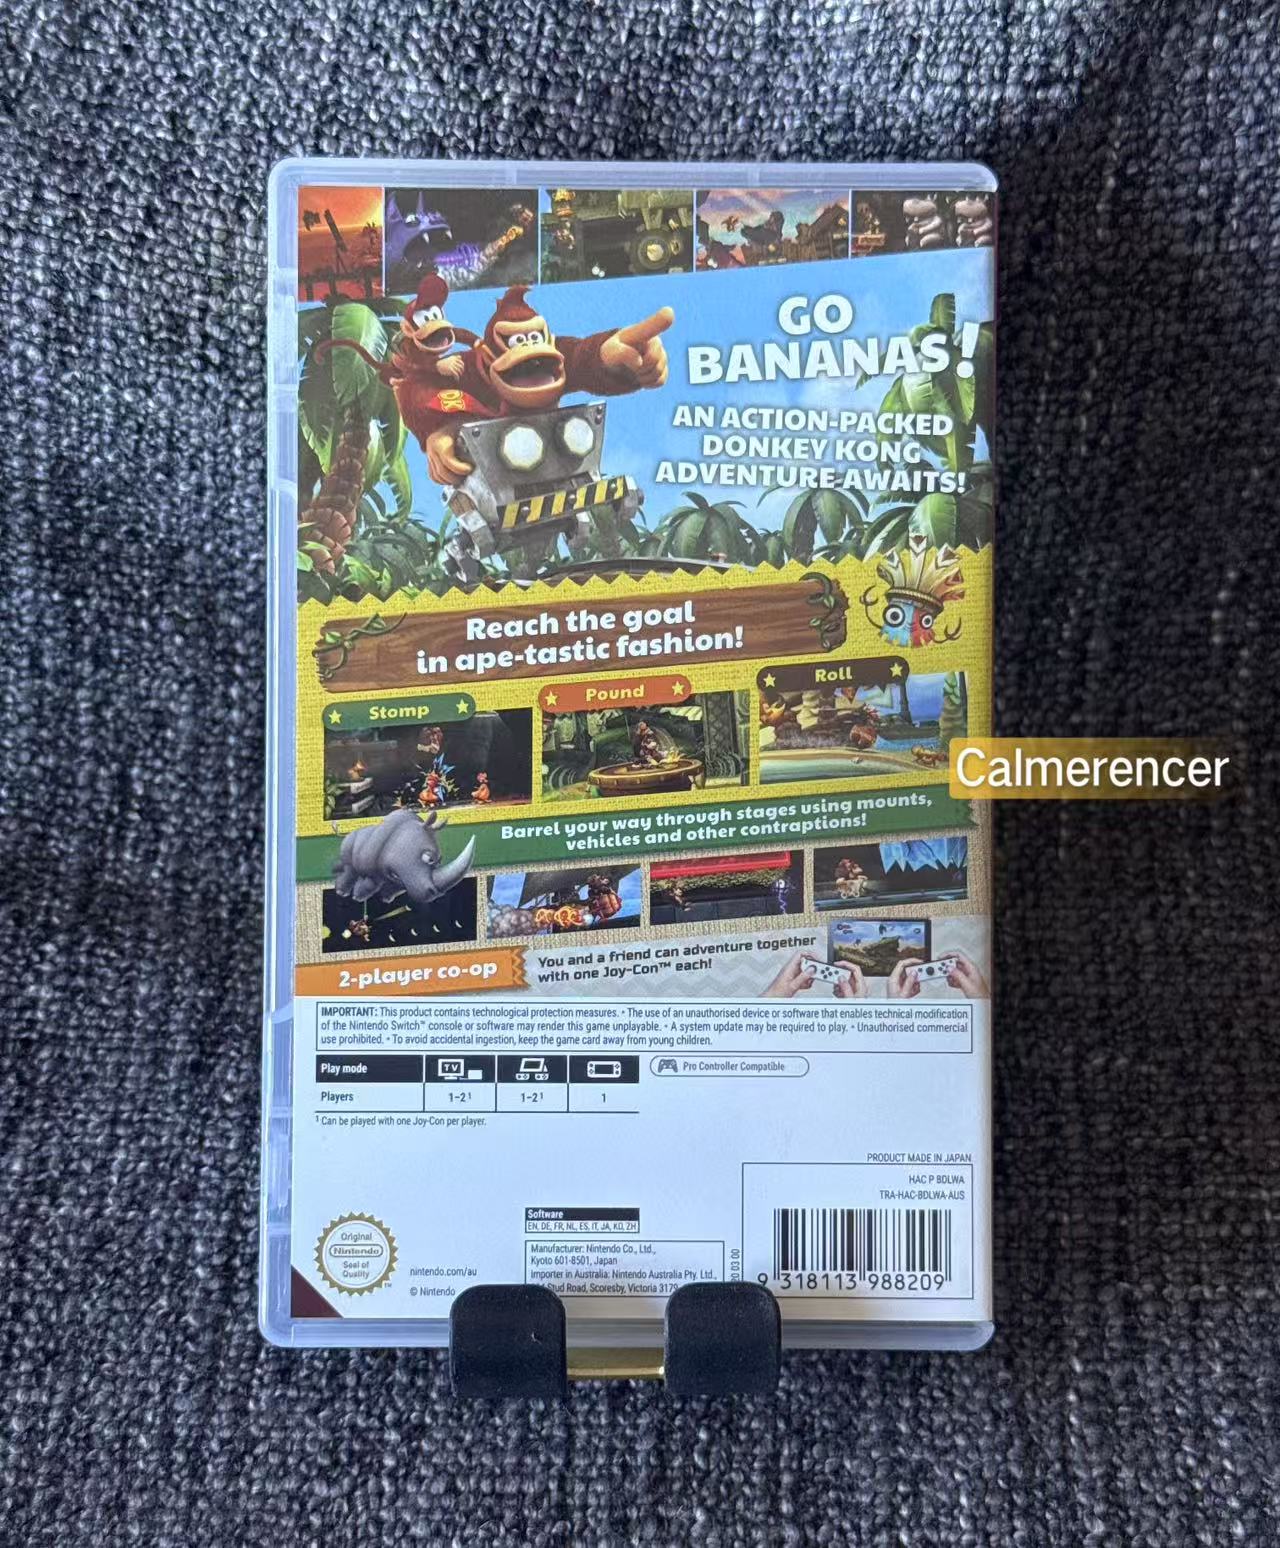 GO
BANANAS!
AN ACTION-PACKED
DONKEY KONG
ADVENTURE AWAITS!
DK
Reach the goal
in ape-tastic fashion!
Stomp
Pound
Roll
Calmerencer
Barrel your way through stages using mounts,
vehicles and other contraptions!
2-player co-op
You and a friend can adventure together
with one Joy-Con™ each!
IMPORTANT: This product contains technological protection measures. • The use of an unauthorised device or software that enables technical modification
of the Nintendo Switch™ console or software may render this game unplayable. • A system update may be required to play. • Unauthorised commercial
use prohibited. • To avoid accidental ingestion, keep the game card away from young children.
Play mode
TV
Pro Controller Compatible
Players 1-2¹ 1-2¹ 1
¹ Can be played with one Joy-Con per player.
PRODUCT MADE IN JAPAN
HAC P BDLWA
TRA-HAC-BDLWA-AUS
Software
EN, DE, FR, NL, ES, IT, JA, KO, ZH
Original
Nintendo
Seal of
Quality
TM
nintendo.com/au
© Nintendo
Manufacturer: Nintendo Co., Ltd.,
Kyoto 601-8501, Japan
Importer in Australia: Nintendo Australia Pty. Ltd.,
Stud Road, Scoresby, Victoria 3179
20 03 00
9 318113 988209